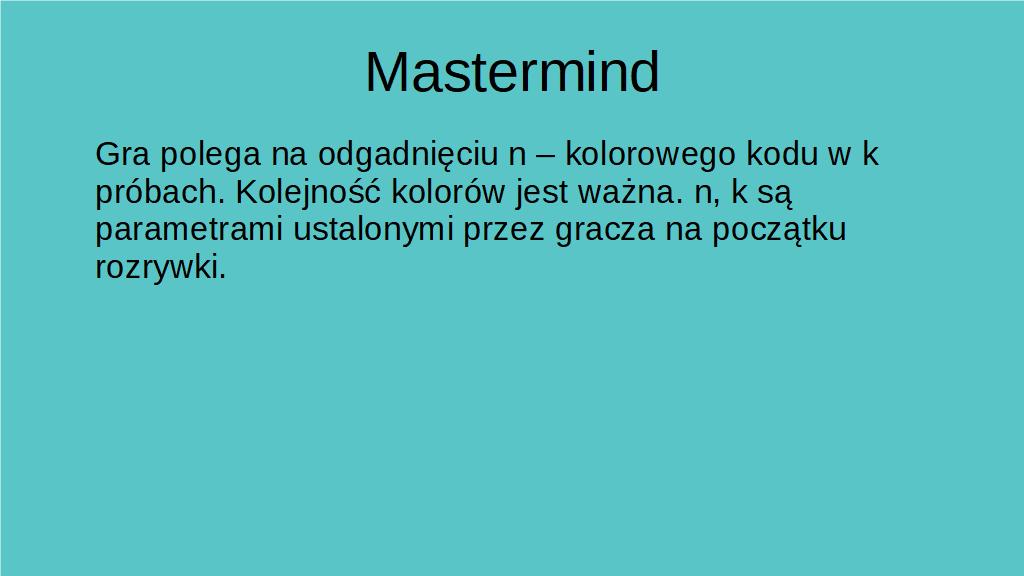 Mastermind
Gra polega na odgadnięciu n – kolorowego kodu w k
próbach. Kolejność kolorów jest ważna. n, k są
parametrami ustalonymi przez gracza na początku
rozrywki.